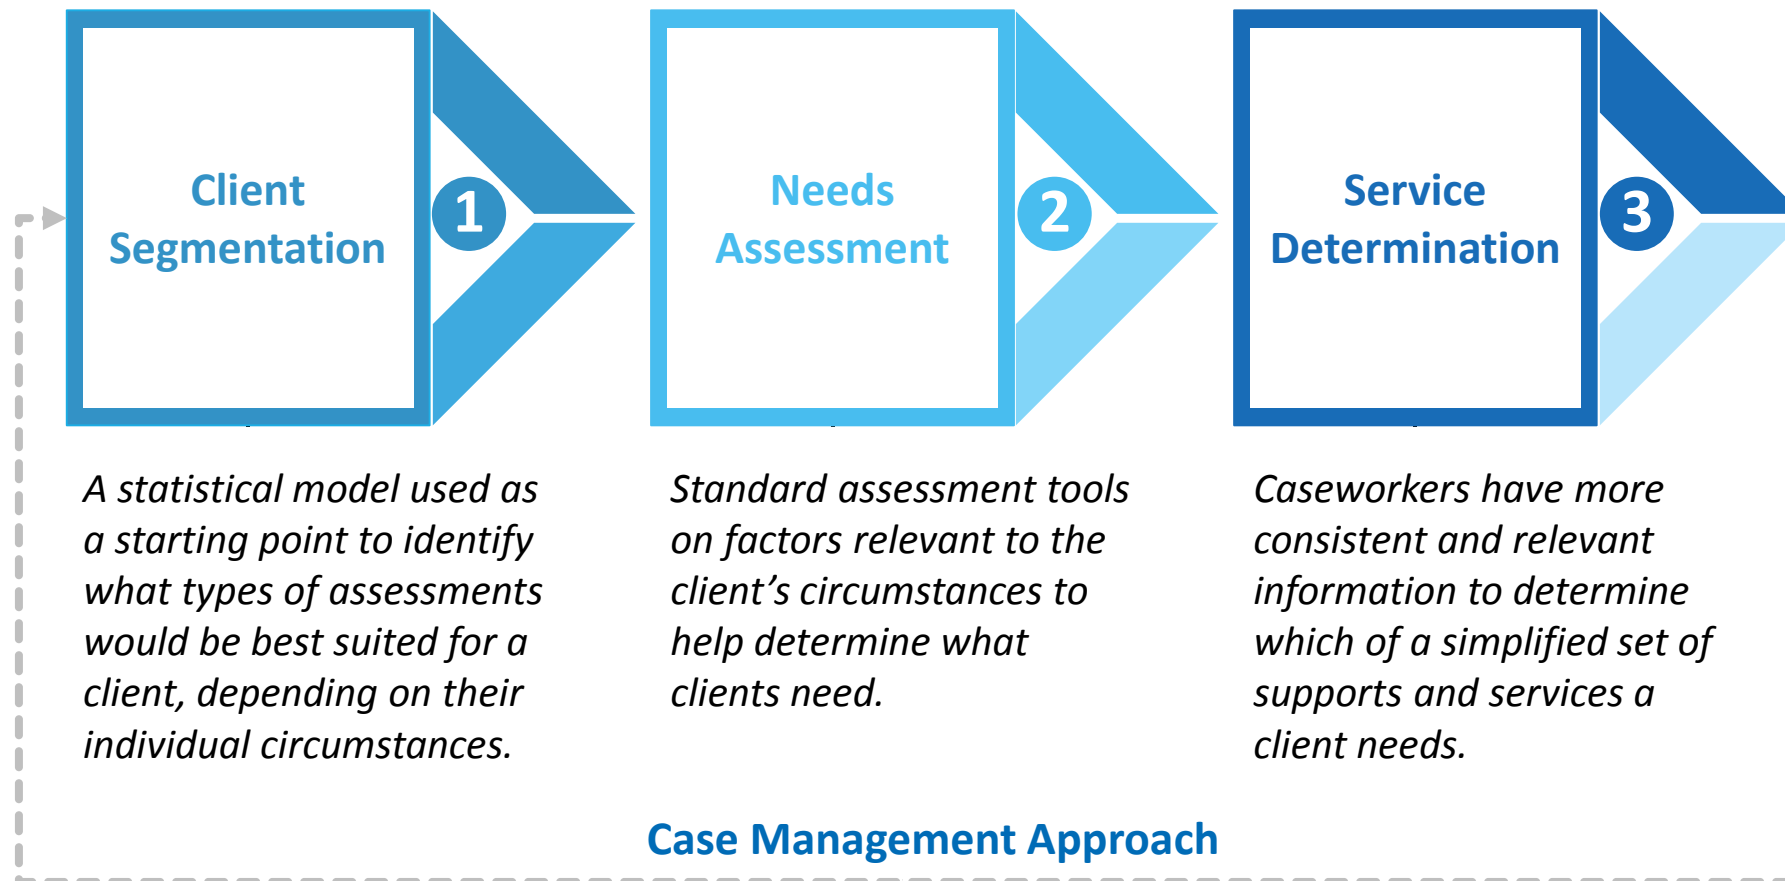 Client
Segmentation
1
Needs
Assessment
2
Service
Determination
3
A statistical model used as
a starting point to identify
what types of assessments
would be best suited for a
client, depending on their
individual circumstances.
Standard assessment tools
on factors relevant to the
client’s circumstances to
help determine what
clients need.
Caseworkers have more
consistent and relevant
information to determine
which of a simplified set of
supports and services a
client needs.
Case Management Approach